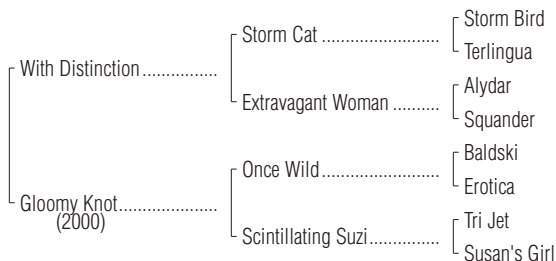 Storm Bird
Storm Cat ........................
Terlingua
With Distinction ...............
Alydar
Extravagant Woman ..........
Squander
Baldski
Once Wild ........................
Erotica
Gloomy Knot ....................
(2000)
Tri Jet
Scintillating Suzi ...............
Susan's Girl